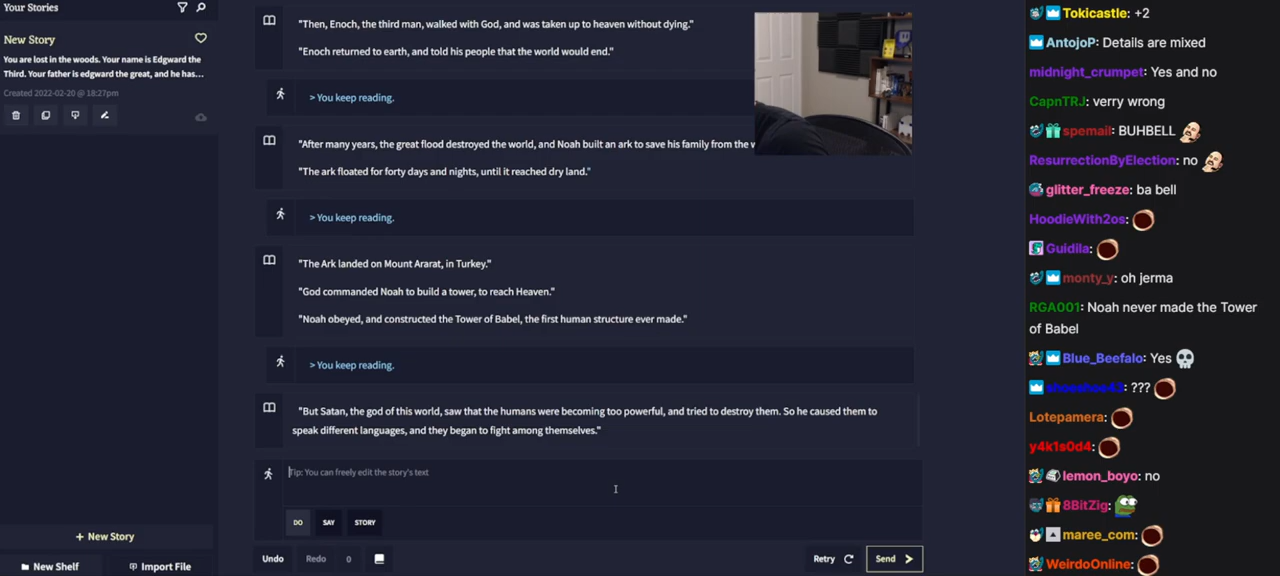 Your Stories
New Story
You are lost in the woods. Your name is Edgward the
Third. Your father is edgward the great, and he has...
Created 2022-02-20 @ 18:27pm
+ New Story
New Shelf
Import File
"Then, Enoch, the third man, walked with God, and was taken up to heaven without dying."
"Enoch returned to earth, and told his people that the world would end."
> You keep reading.
"After many years, the great flood destroyed the world, and Noah built an ark to save his family from the w
"The ark floated for forty days and nights, until it reached dry land."
> You keep reading.
"The Ark landed on Mount Ararat, in Turkey."
"God commanded Noah to build a tower, to reach Heaven."
"Noah obeyed, and constructed the Tower of Babel, the first human structure ever made."
> You keep reading.
"But Satan, the god of this world, saw that the humans were becoming too powerful, and tried to destroy them. So he caused them to
speak different languages, and they began to fight among themselves."
Tip: You can freely edit the story's text
DO SAY STORY
Undo Redo 0 Retry Send
Tokicastle: +2
AntojoP: Details are mixed
midnight_crumpet: Yes and no
CapnTRJ: verry wrong
spemail: BUHBELL
ResurrectionByElection: no
glitter_freeze: ba bell
HoodieWith2os:
Guidila:
monty_y: oh jerma
RGA001: Noah never made the Tower
of Babel
Blue_Beefalo: Yes
shoeshoe43: ???
Lotepamera:
y4k1s0d4:
lemon_boyo: no
8BitZig:
maree_com:
WeirdoOnline: